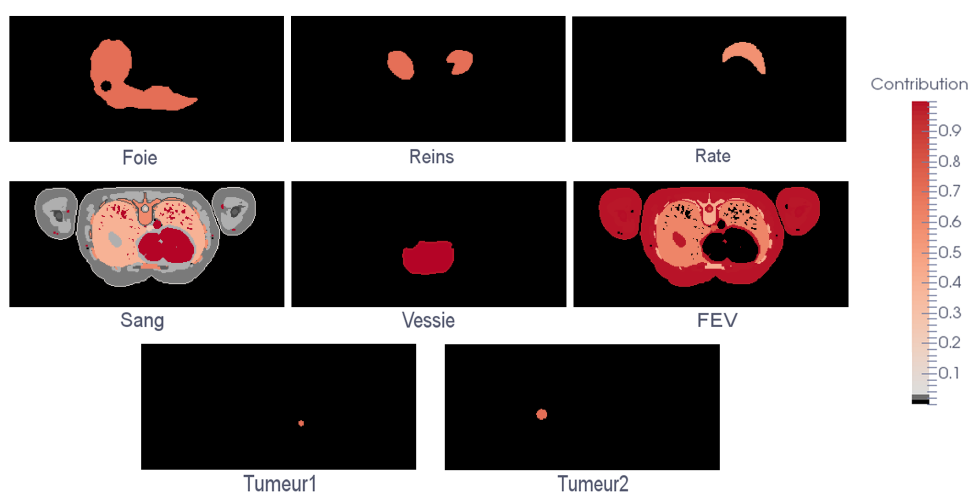 Foie
Reins
Rate
Contribution
0.9
0.8
0.7
0.6
0.5
0.4
0.3
0.2
0.1
Sang
Vessie
FEV
Tumeur1
Tumeur2